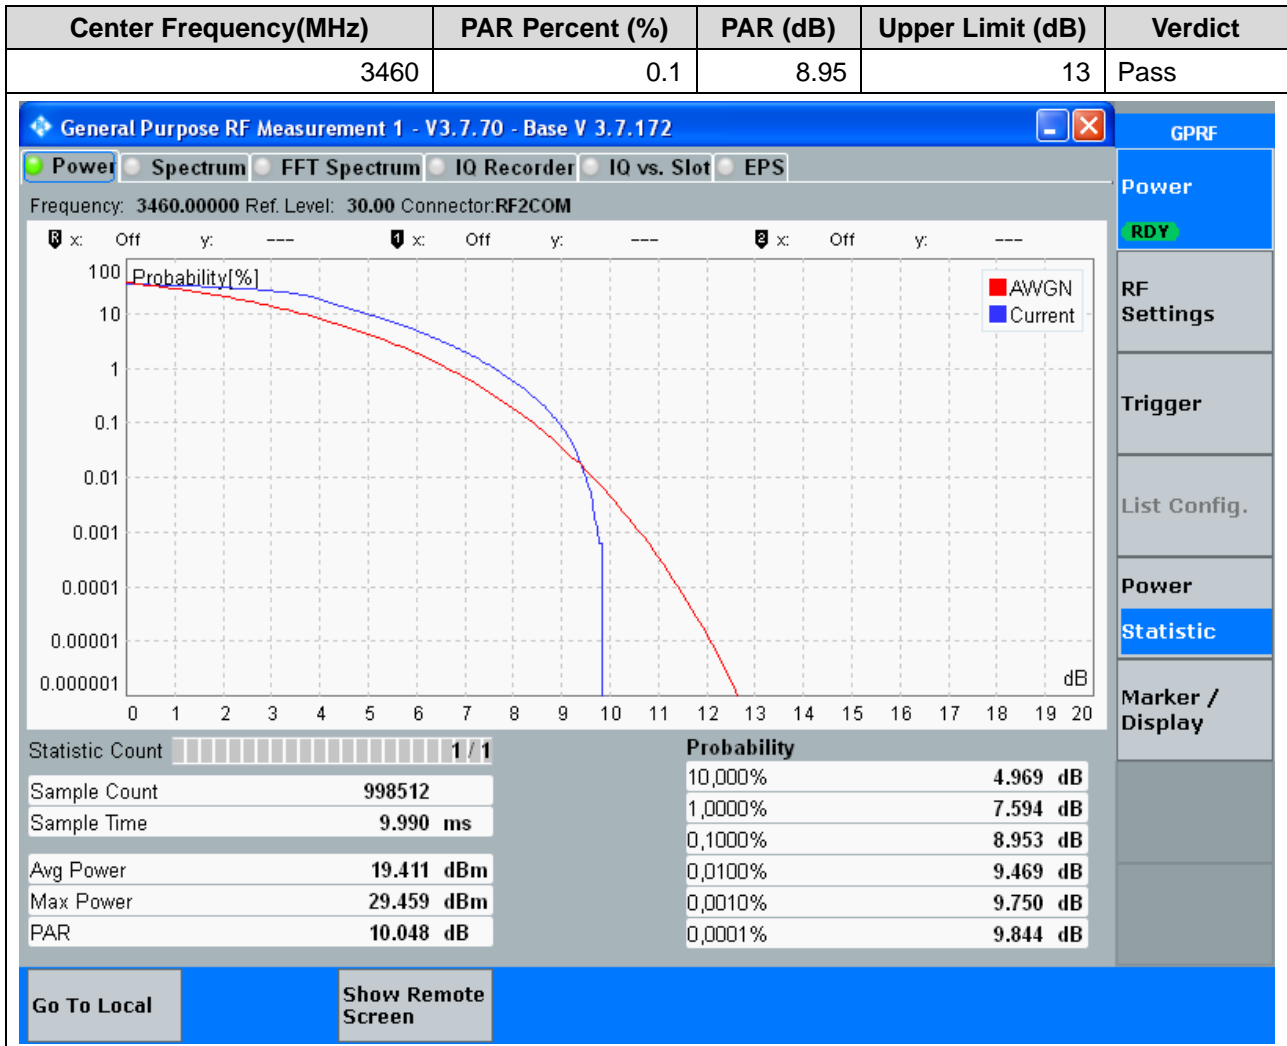 Center Frequency(MHz) PAR Percent (%) PAR (dB) Upper Limit (dB) Verdict
3460 0.1 8.95 13 Pass
General Purpose RF Measurement 1 - V3.7.70 - Base V 3.7.172
GPRF
Power Spectrum FFT Spectrum IQ Recorder IQ vs. Slot EPS
Frequency: 3460.00000 Ref. Level: 30.00 Connector:RF2COM
R x: Off y: --- 1 x: Off y: --- 2 x: Off y: ---
Probability[%]
AWGN
Current
100
10
1
0.1
0.01
0.001
0.0001
0.00001
0.000001
dB
0 1 2 3 4 5 6 7 8 9 10 11 12 13 14 15 16 17 18 19 20
Statistic Count 1 / 1
Sample Count 998512
Sample Time 9.990 ms
Avg Power 19.411 dBm
Max Power 29.459 dBm
PAR 10.048 dB
Probability
10,000% 4.969 dB
1,0000% 7.594 dB
0,1000% 8.953 dB
0,0100% 9.469 dB
0,0010% 9.750 dB
0,0001% 9.844 dB
Power
RDY
RF
Settings
Trigger
List Config.
Power
Statistic
Marker /
Display
Go To Local
Show Remote
Screen